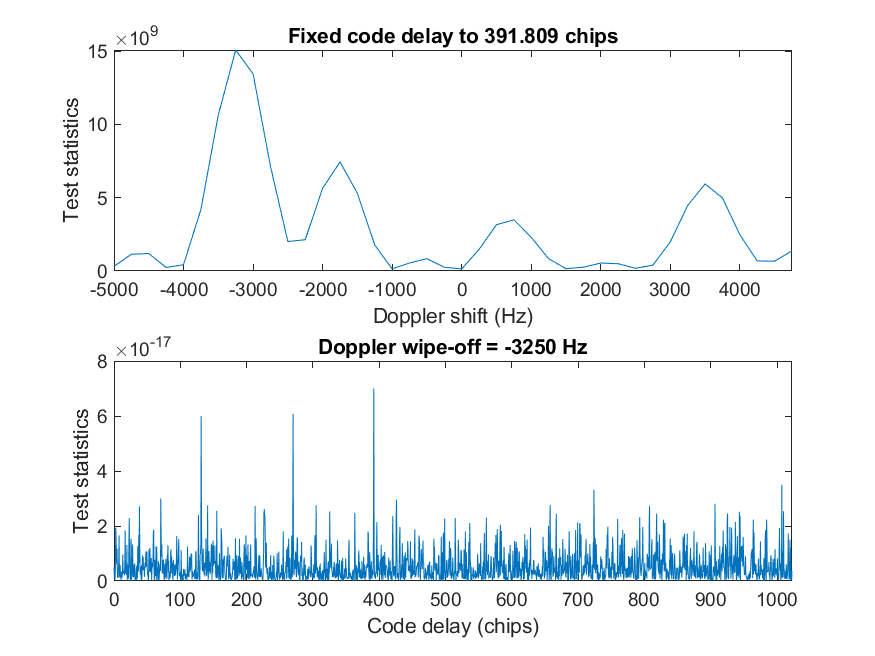 ×10⁹
Fixed code delay to 391.809 chips
15
10
5
0
Test statistics
-5000 -4000 -3000 -2000 -1000 0 1000 2000 3000 4000
Doppler shift (Hz)
×10⁻¹⁷
Doppler wipe-off = -3250 Hz
8
6
4
2
0
Test statistics
0 100 200 300 400 500 600 700 800 900 1000
Code delay (chips)